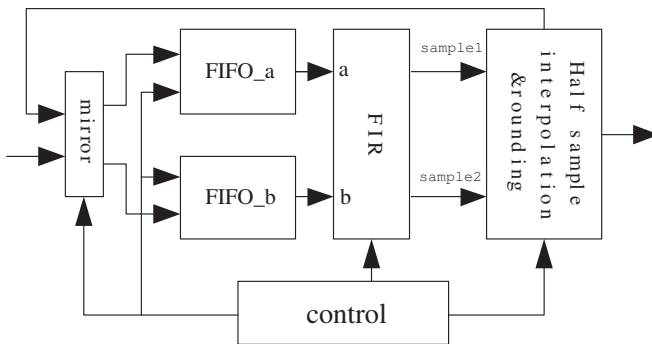 sample1
FIFO_a
a
mirror
FIR
Half sample
interpolation
&rounding
sample2
FIFO_b
b
control